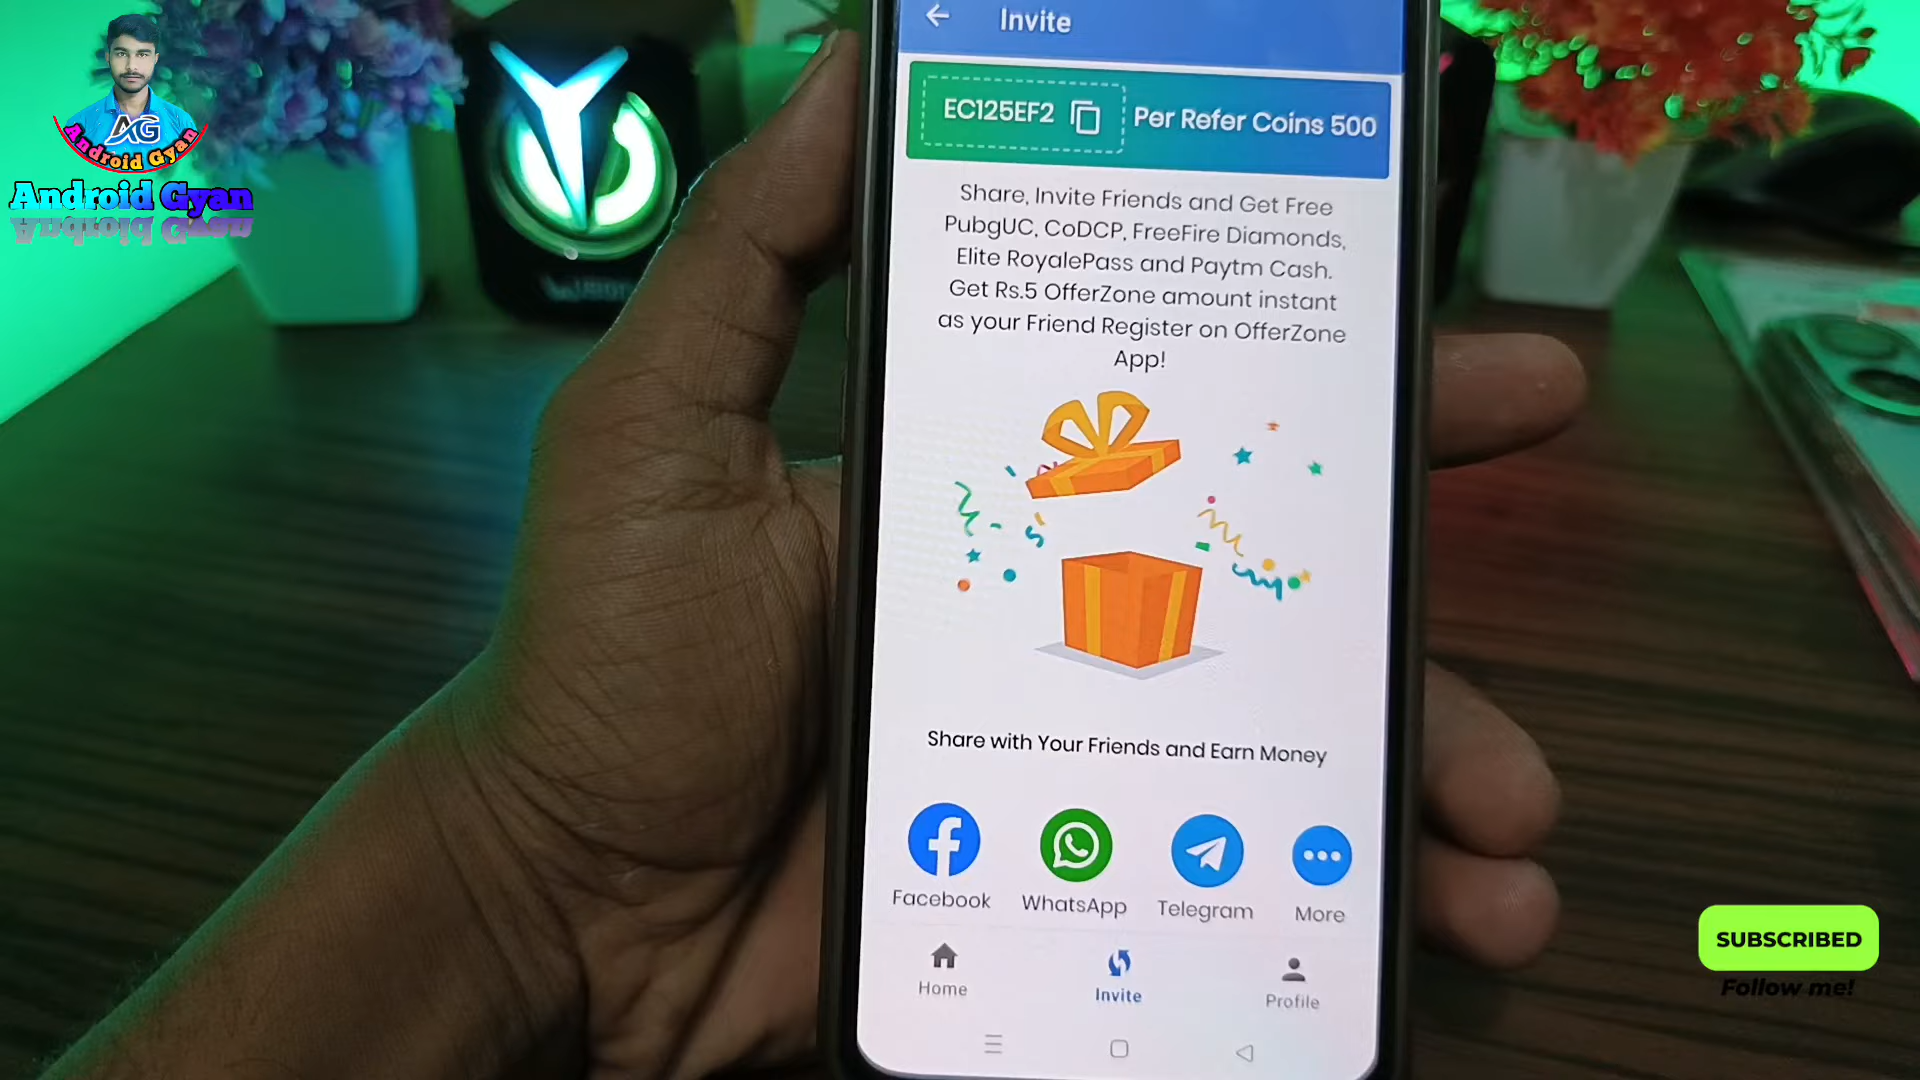 AG
Android Gyan
Android Gyan
Invite
EC125EF2
Per Refer Coins 500
Share, Invite Friends and Get Free
PubgUC, CoDCP, FreeFire Diamonds,
Elite RoyalePass and Paytm Cash.
Get Rs.5 OfferZone amount instant
as your Friend Register on OfferZone
App!
Share with Your Friends and Earn Money
Facebook
WhatsApp
Telegram
More
Home
Invite
Profile
SUBSCRIBED
Follow me!